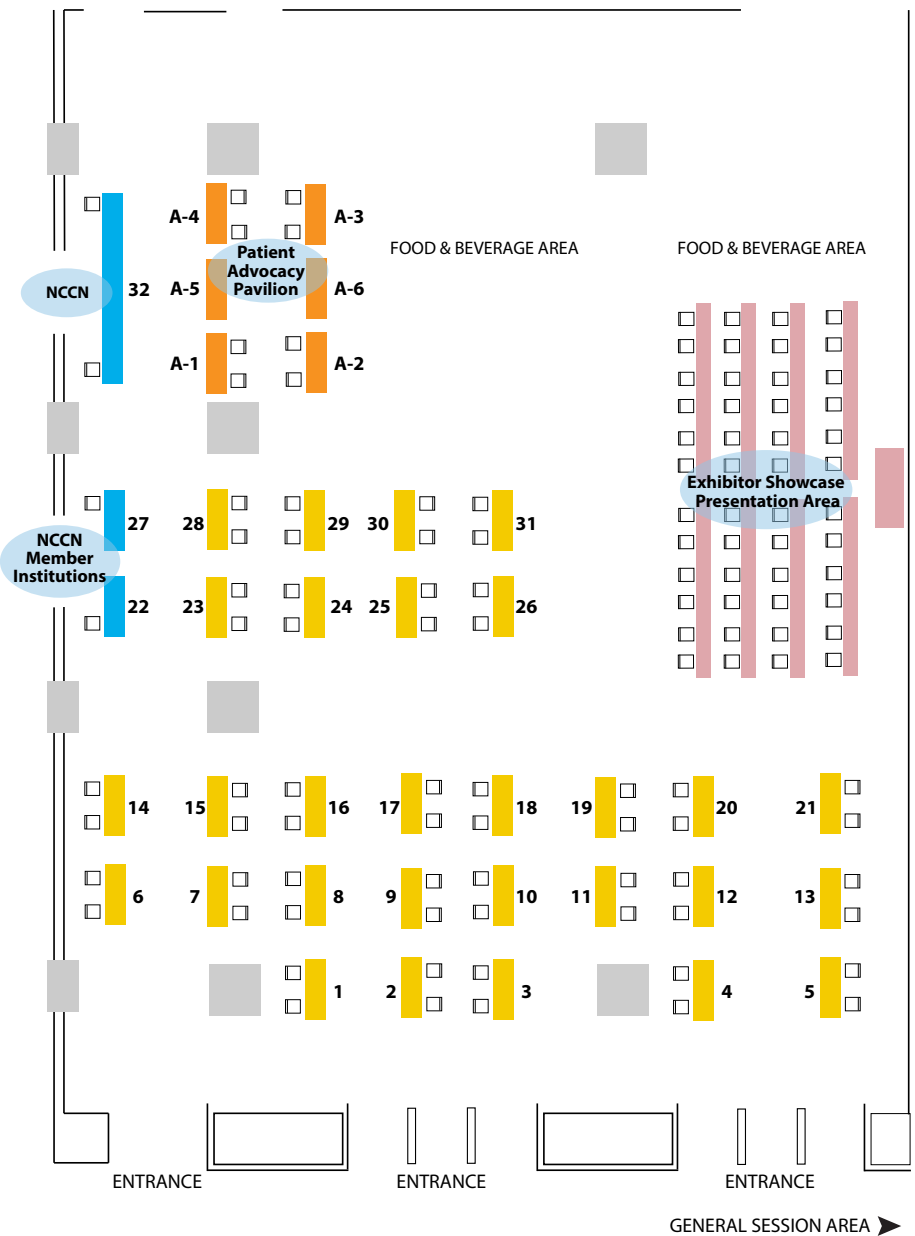 A-4
A-3
Patient
Advocacy
Pavilion
FOOD & BEVERAGE AREA
FOOD & BEVERAGE AREA
NCCN
32
A-5
A-6
A-1
A-2
Exhibitor Showcase
Presentation Area
27
28
29
30
31
NCCN
Member
Institutions
22
23
24
25
26
14
15
16
17
18
19
20
21
6
7
8
9
10
11
12
13
1
2
3
4
5
ENTRANCE
ENTRANCE
ENTRANCE
GENERAL SESSION AREA